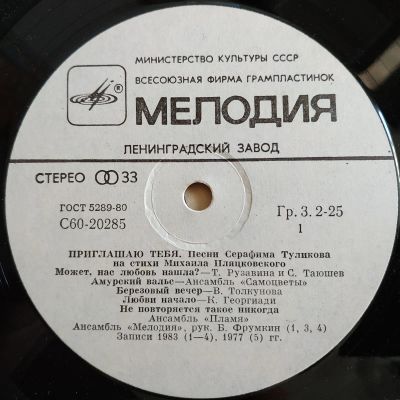 МИНИСТЕРСТВО КУЛЬТУРЫ СССР
ВСЕСОЮЗНАЯ ФИРМА ГРАМПЛАСТИНОК
®
МЕЛОДИЯ
ЛЕНИНГРАДСКИЙ ЗАВОД
СТЕРЕО 33
ГОСТ 5289-80
С60-20285
Гр. 3. 2-25
1
ПРИГЛАШАЮ ТЕБЯ. Песни Серафима Туликова
на стихи Михаила Пляцковского
Может, нас любовь нашла? — Т. Рузавина и С. Таюшев
Амурский вальс — Ансамбль «Самоцветы»
Березовый вечер — В. Толкунова
Любви начало — К. Георгиади
Не повторяется такое никогда
Ансамбль «Пламя»
Ансамбль «Мелодия», рук. Б. Фрумкин (1, 3, 4)
Записи 1983 (1—4), 1977 (5) гг.